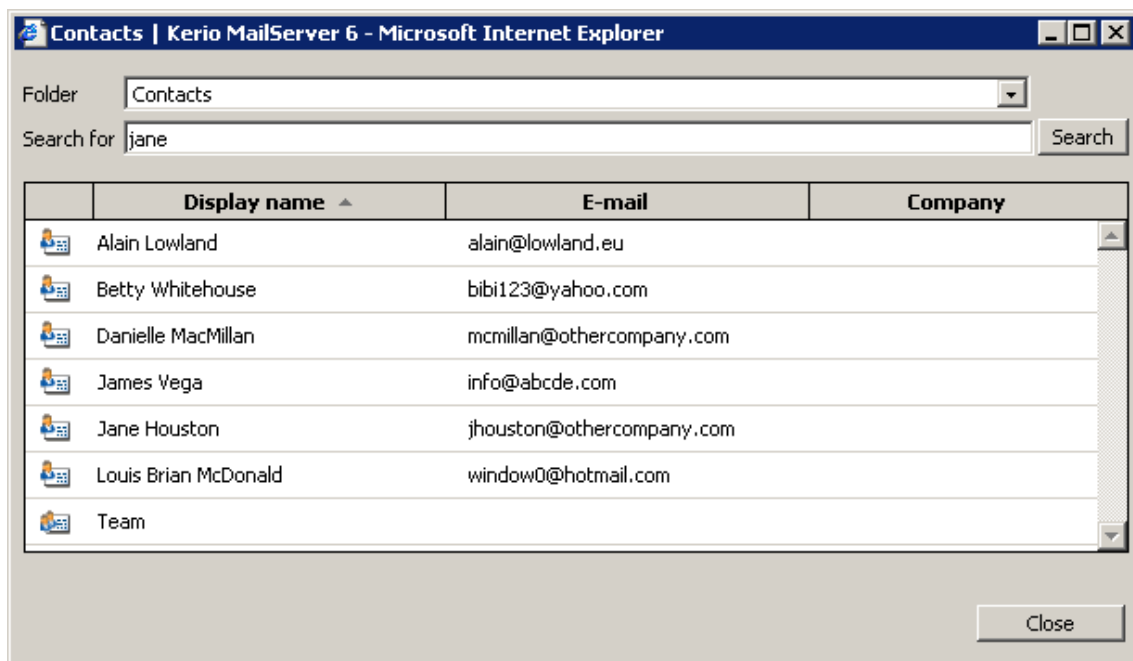 Contacts | Kerio MailServer 6 - Microsoft Internet Explorer
Folder Contacts
Search for jane Search
Display name E-mail Company
Alain Lowland alain@lowland.eu
Betty Whitehouse bibi123@yahoo.com
Danielle MacMillan mcmillan@othercompany.com
James Vega info@abcde.com
Jane Houston jhouston@othercompany.com
Louis Brian McDonald window0@hotmail.com
Team
Close